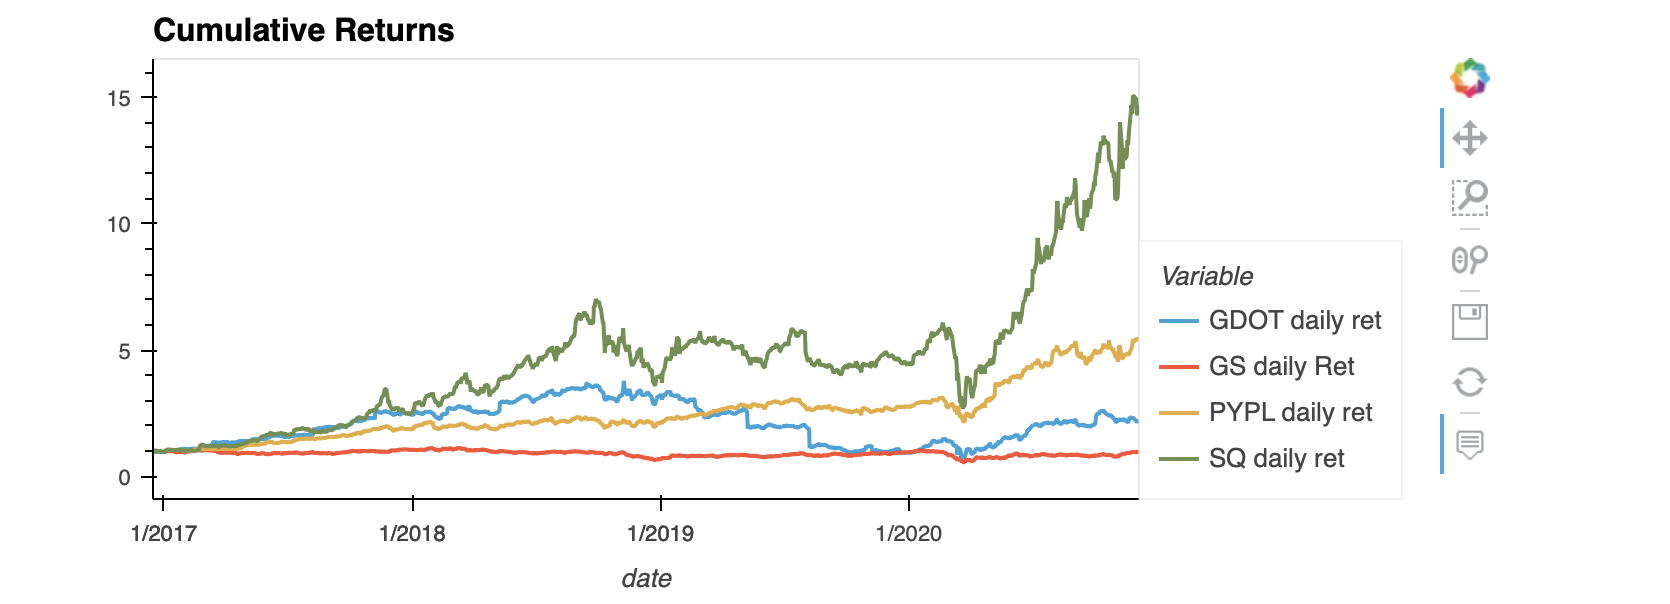 Cumulative Returns
15
10
5
0
1/2017
1/2018
1/2019
1/2020
date
Variable
GDOT daily ret
GS daily Ret
PYPL daily ret
SQ daily ret